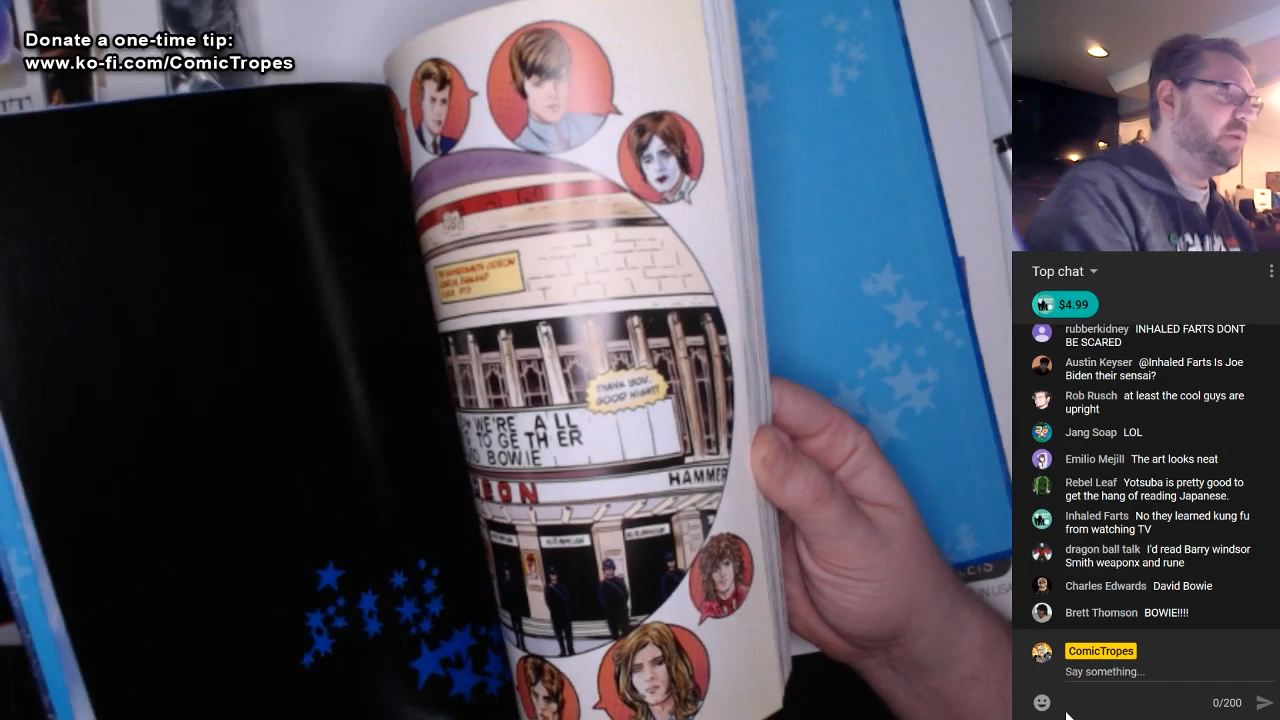 Donate a one-time tip:
www.ko-fi.com/ComicTropes
THANK YOU.
GOOD NIGHT!
WE'RE ALL
TO GETHER
BOWIE
HAMMER
Top chat
$4.99
rubberkidney INHALED FARTS DONT
BE SCARED
Austin Keyser @Inhaled Farts Is Joe
Biden their sensai?
Rob Rusch at least the cool guys are
upright
Jang Soap LOL
Emilio Mejill The art looks neat
Rebel Leaf Yotsuba is pretty good to
get the hang of reading Japanese.
Inhaled Farts No they learned kung fu
from watching TV
dragon ball talk I'd read Barry windsor
Smith weaponx and rune
Charles Edwards David Bowie
Brett Thomson BOWIE!!!!
ComicTropes
Say something...
0/200